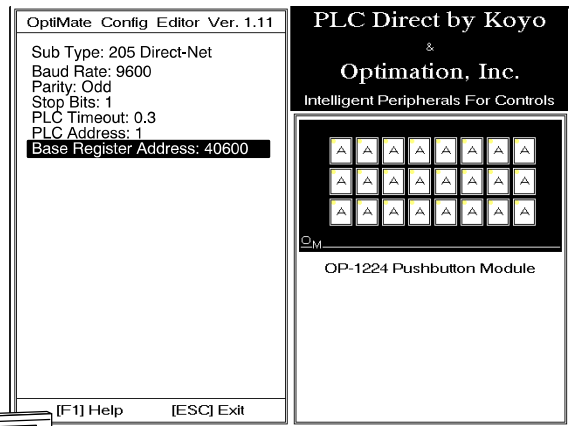 OptiMate Config Editor Ver. 1.11
Sub Type: 205 Direct-Net
Baud Rate: 9600
Parity: Odd
Stop Bits: 1
PLC Timeout: 0.3
PLC Address: 1
Base Register Address: 40600
[F1] Help [ESC] Exit
PLC Direct by Koyo
&
Optimation, Inc.
Intelligent Peripherals For Controls
A A A A A A A A
A A A A A A A A
A A A A A A A A
OM
OP-1224 Pushbutton Module